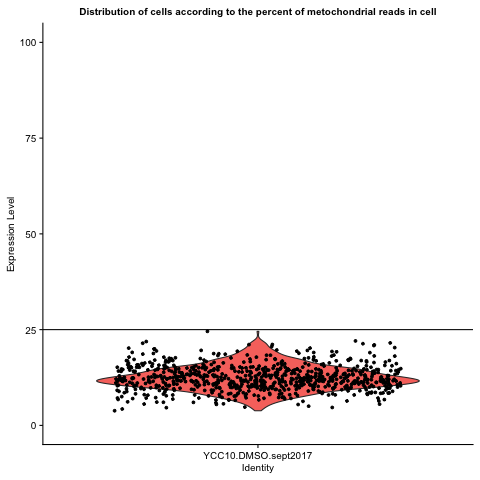 Distribution of cells according to the percent of metochondrial reads in cell
100
75
50
25
0
Expression Level
YCC10.DMSO.sept2017
Identity